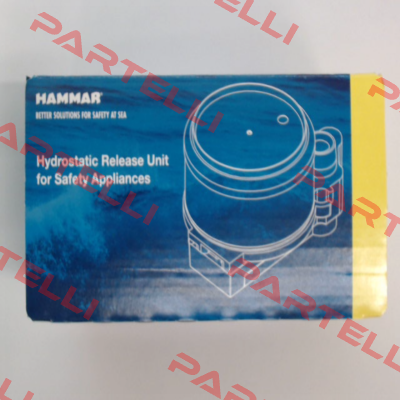 PARTELLI
HAMMAR®
BETTER SOLUTIONS FOR SAFETY AT SEA
Hydrostatic Release Unit
for Safety Appliances
PARTELLI
PARTELLI
PARTELLI
PARTELLI